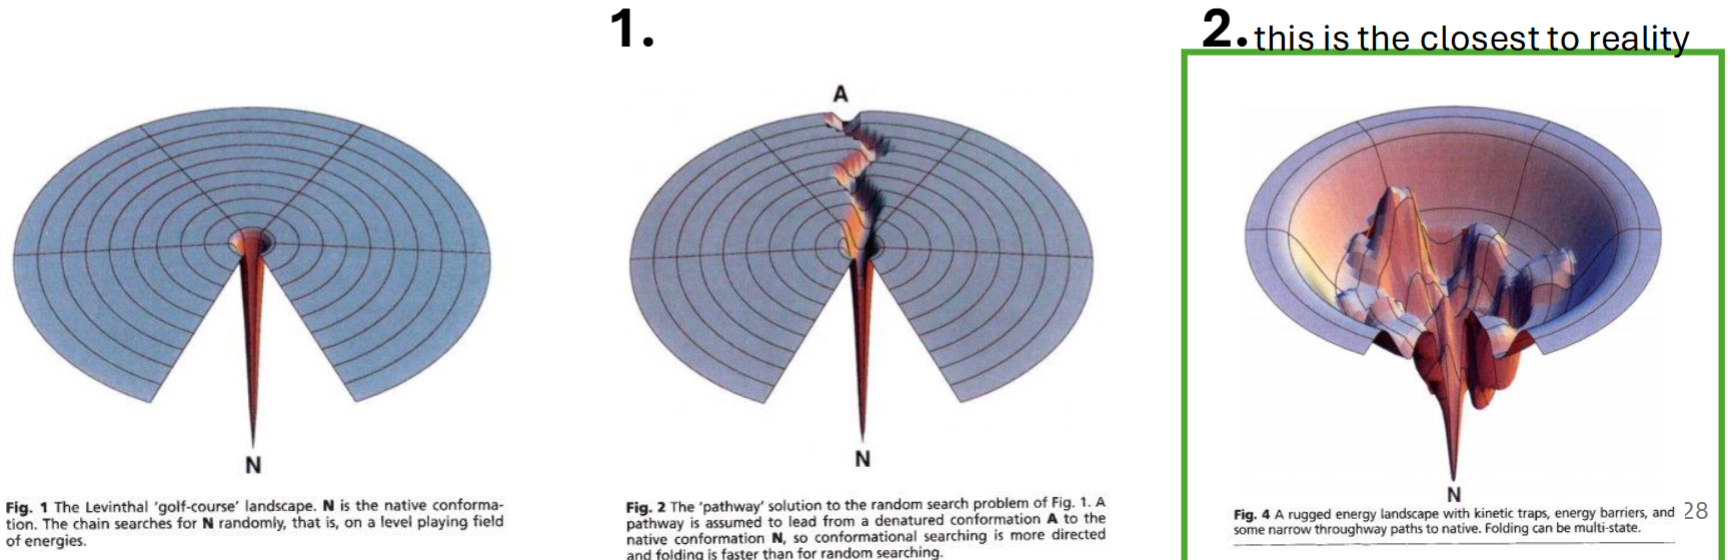 1.
2. this is the closest to reality
A
N
Fig. 1 The Levinthal 'golf-course' landscape. N is the native conforma-
tion. The chain searches for N randomly, that is, on a level playing field
of energies.
N
Fig. 2 The 'pathway' solution to the random search problem of Fig. 1. A
pathway is assumed to lead from a denatured conformation A to the
native conformation N, so conformational searching is more directed
and folding is faster than for random searching.
N
Fig. 4 A rugged energy landscape with kinetic traps, energy barriers, and
some narrow throughway paths to native. Folding can be multi-state.
28